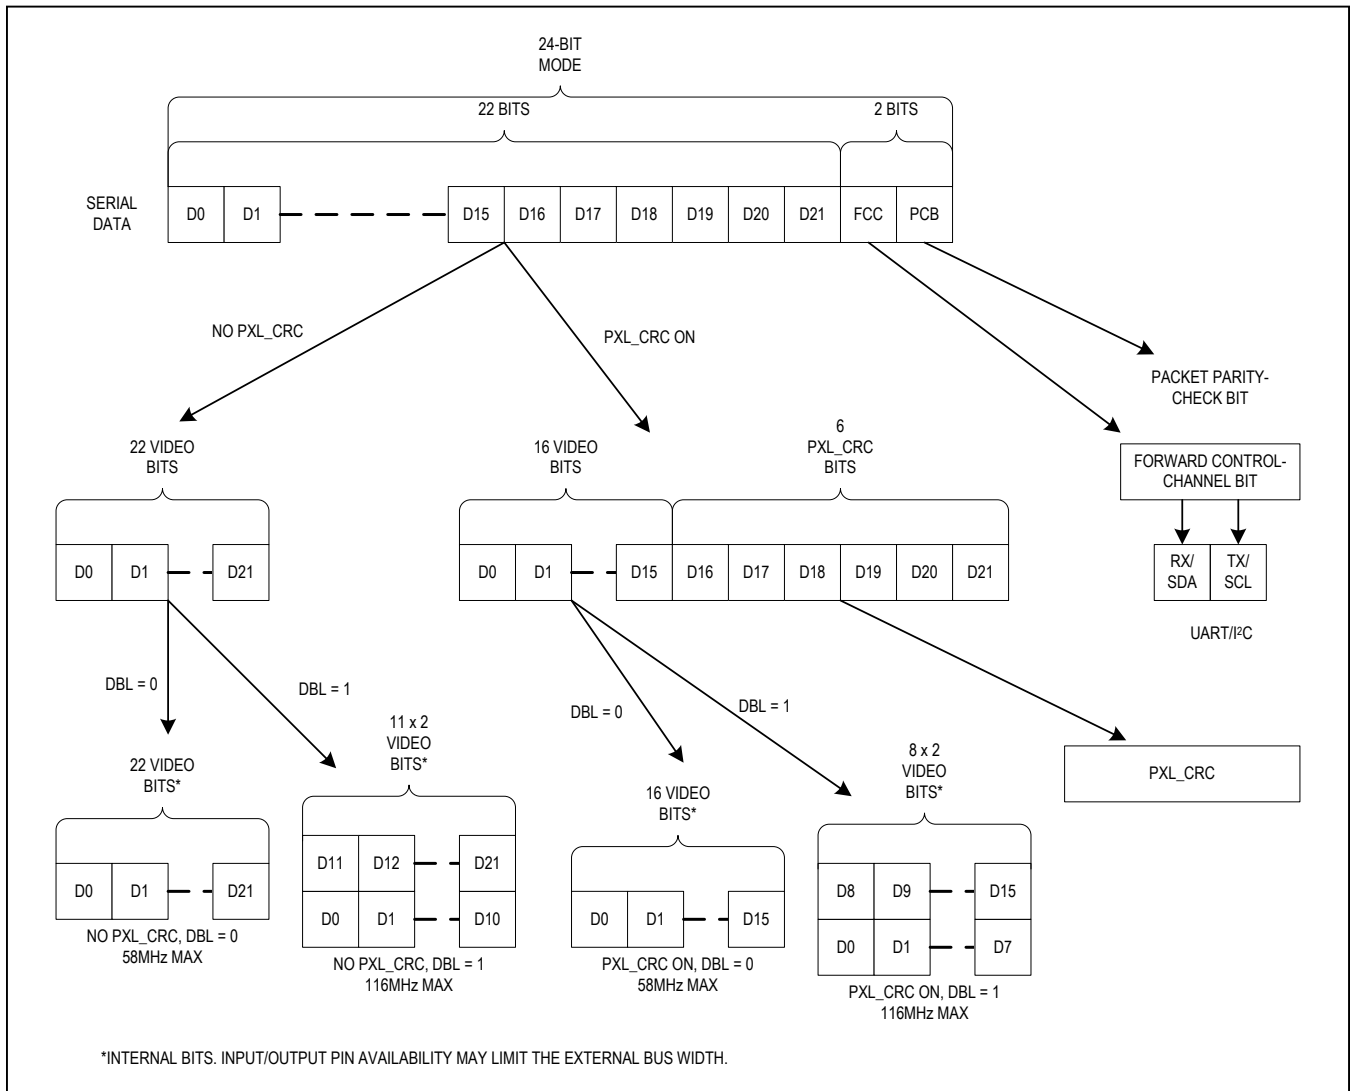 24-BIT
MODE
22 BITS
2 BITS
SERIAL
DATA
D0 D1 D15 D16 D17 D18 D19 D20 D21 FCC PCB
NO PXL_CRC
PXL_CRC ON
PACKET PARITY-
CHECK BIT
22 VIDEO
BITS
16 VIDEO
BITS
6
PXL_CRC
BITS
FORWARD CONTROL-
CHANNEL BIT
D0 D1 D21
D0 D1 D15 D16 D17 D18 D19 D20 D21
RX/
SDA
TX/
SCL
UART/I²C
DBL = 0
DBL = 1
DBL = 0
DBL = 1
22 VIDEO
BITS*
11 x 2
VIDEO
BITS*
16 VIDEO
BITS*
8 x 2
VIDEO
BITS*
PXL_CRC
D0 D1 D21
NO PXL_CRC, DBL = 0
58MHz MAX
D11 D12 D21
D0 D1 D10
NO PXL_CRC, DBL = 1
116MHz MAX
D0 D1 D15
PXL_CRC ON, DBL = 0
58MHz MAX
D8 D9 D15
D0 D1 D7
PXL_CRC ON, DBL = 1
116MHz MAX
*INTERNAL BITS. INPUT/OUTPUT PIN AVAILABILITY MAY LIMIT THE EXTERNAL BUS WIDTH.